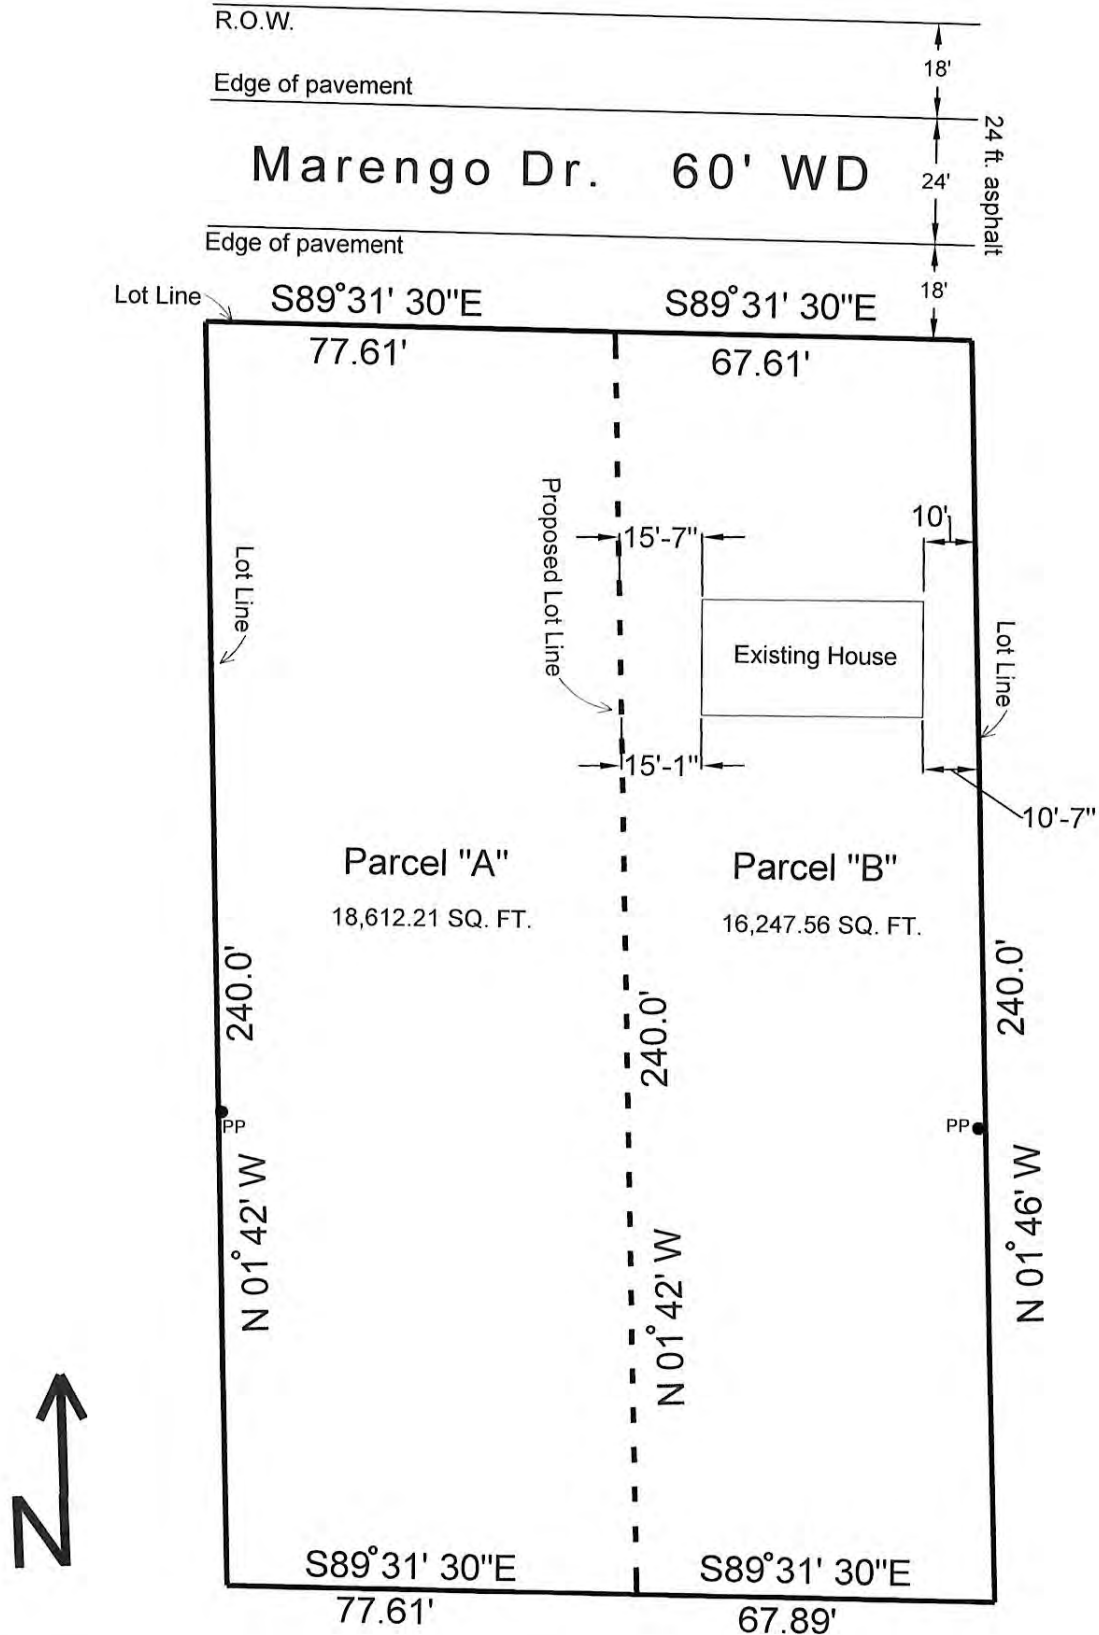 R.O.W.
18'
Edge of pavement
24 ft. asphalt
Marengo Dr. 60' WD
24'
Edge of pavement
18'
Lot Line
S89°31' 30"E
S89°31' 30"E
77.61'
67.61'
Proposed Lot Line
15'-7"
10'
Lot Line
Existing House
Lot Line
15'-1"
10'-7"
Parcel "A"
Parcel "B"
18,612.21 SQ. FT.
16,247.56 SQ. FT.
240.0'
240.0'
240.0'
PP
PP
N 01° 42' W
N 01° 42' W
N 01° 46' W
N
S89°31' 30"E
S89°31' 30"E
77.61'
67.89'